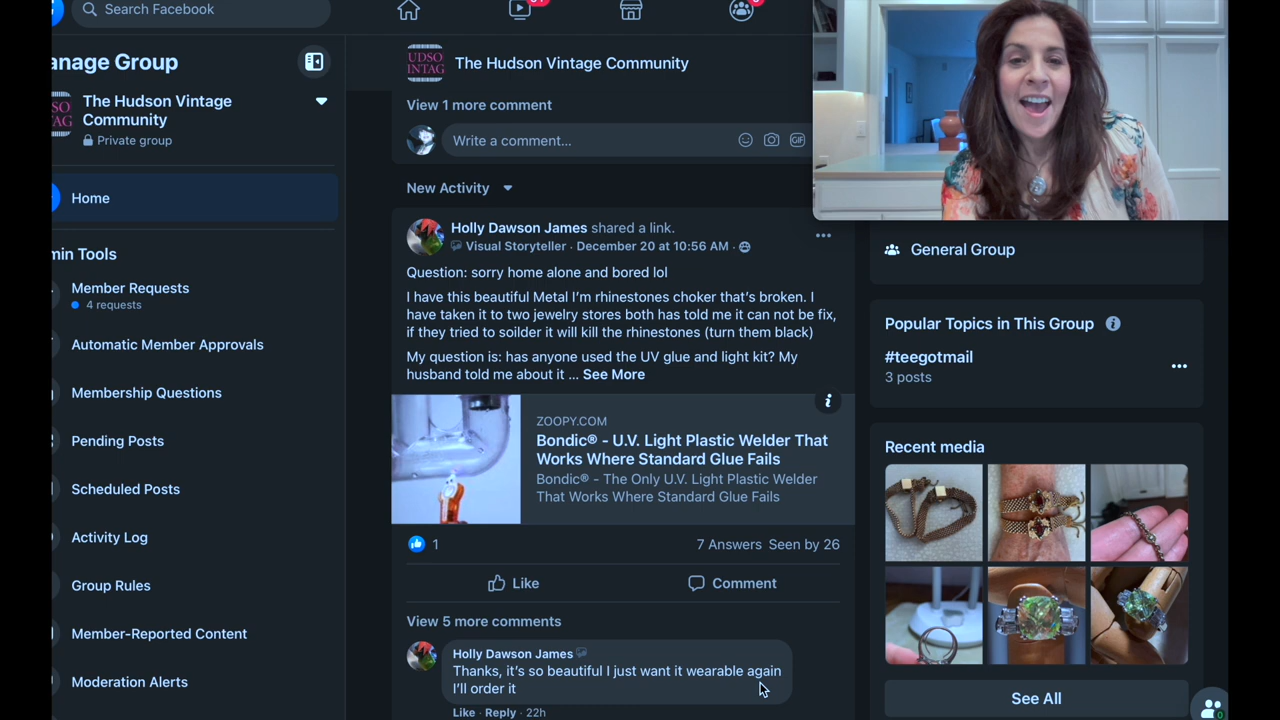 Search Facebook
anage Group
SO
NTAG
The Hudson Vintage
Community
Private group
Home
min Tools
Member Requests
4 requests
Automatic Member Approvals
Membership Questions
Pending Posts
Scheduled Posts
Activity Log
Group Rules
Member-Reported Content
Moderation Alerts
UDSO
INTAG
The Hudson Vintage Community
View 1 more comment
Write a comment…
GIF
New Activity
Holly Dawson James shared a link.
Visual Storyteller · December 20 at 10:56 AM ·
Question: sorry home alone and bored lol
I have this beautiful Metal I'm rhinestones choker that's broken. I
have taken it to two jewelry stores both has told me it can not be fix,
if they tried to soilder it will kill the rhinestones (turn them black)
My question is: has anyone used the UV glue and light kit? My
husband told me about it ... See More
ZOOPY.COM
Bondic® - U.V. Light Plastic Welder That
Works Where Standard Glue Fails
Bondic® - The Only U.V. Light Plastic Welder
That Works Where Standard Glue Fails
1
7 Answers Seen by 26
Like
Comment
View 5 more comments
Holly Dawson James
Thanks, it's so beautiful I just want it wearable again
I'll order it
Like · Reply · 22h
General Group
Popular Topics in This Group
#teegotmail
3 posts
Recent media
See All
0